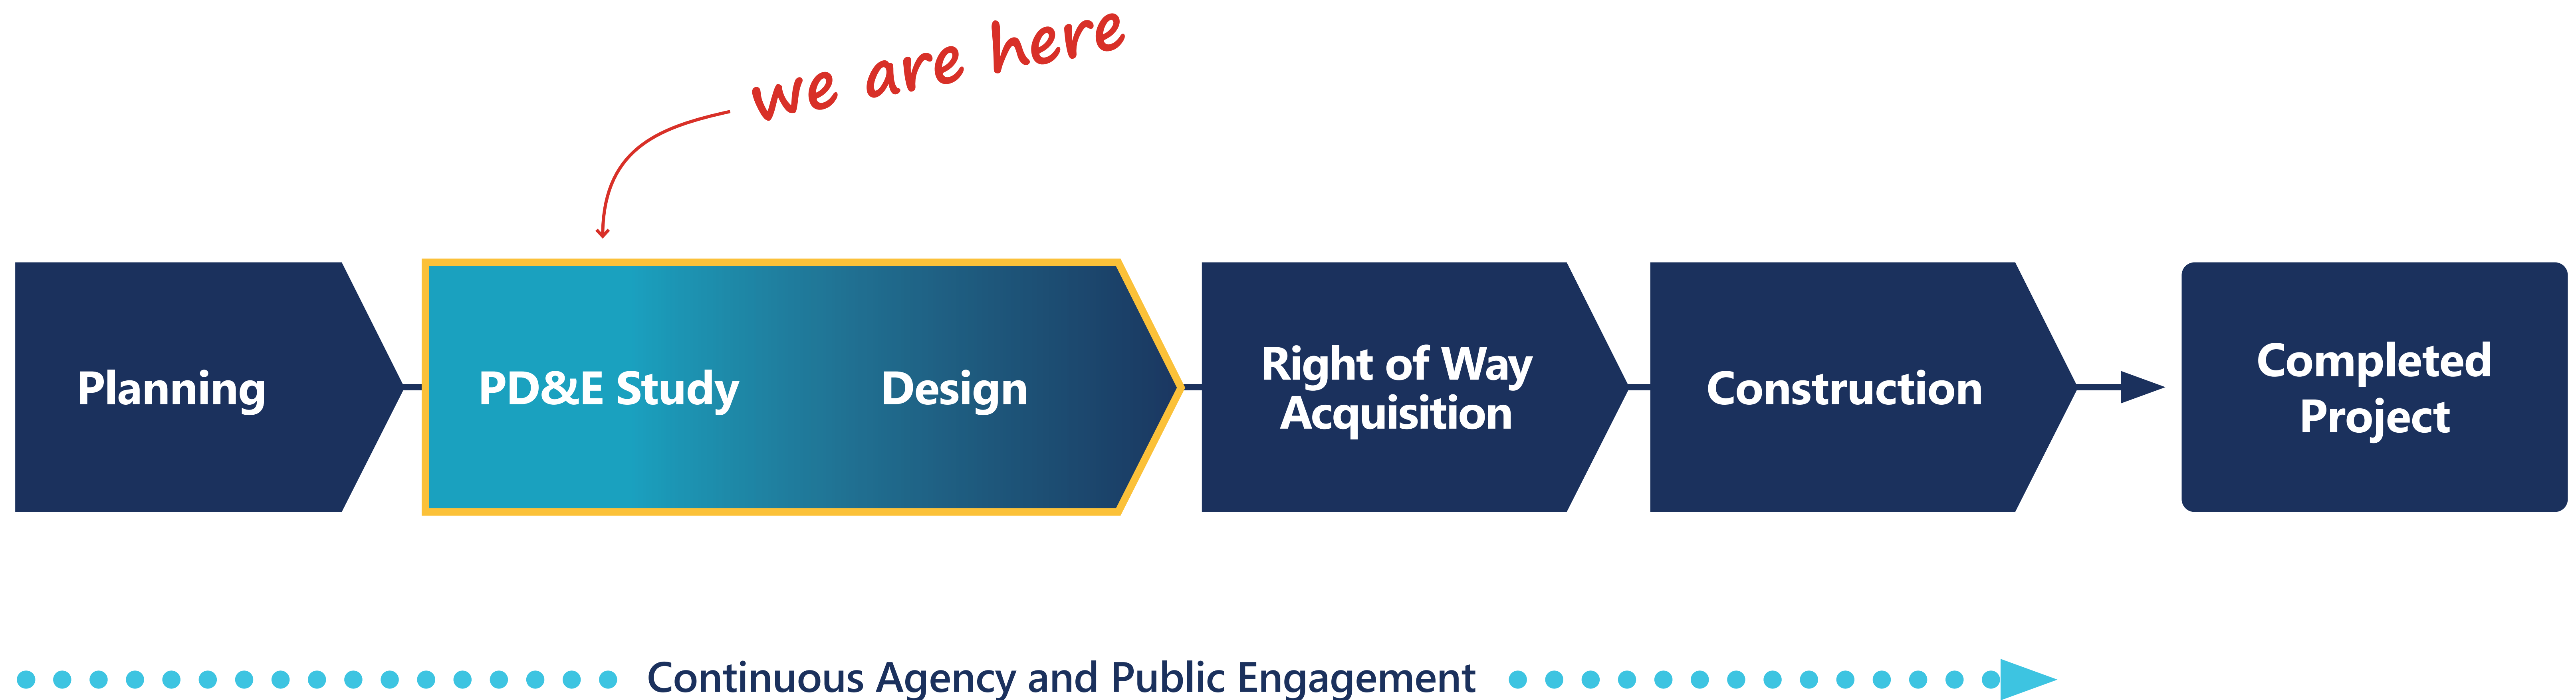 we are here
Planning
PD&E Study
Design
Right of Way
Acquisition
Construction
Completed
Project
Continuous Agency and Public Engagement